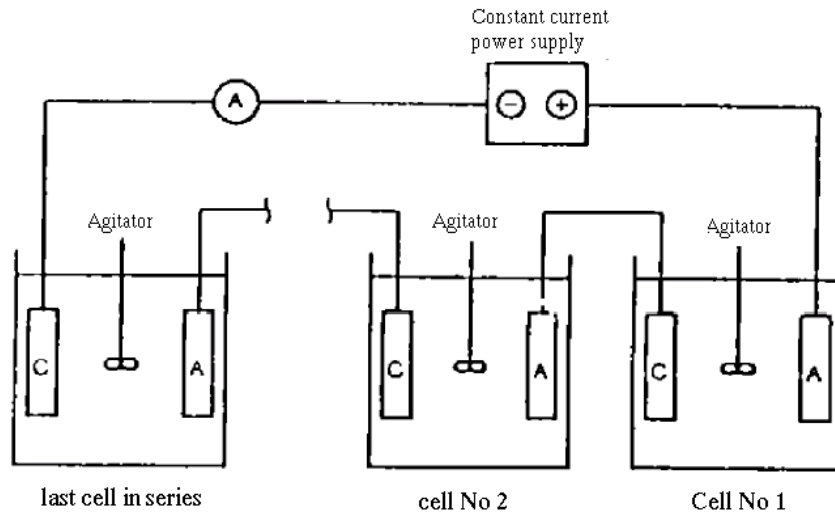 Constant current
power supply
A
− +
Agitator
Agitator
Agitator
C
A
C
A
C
A
last cell in series
cell No 2
Cell No 1